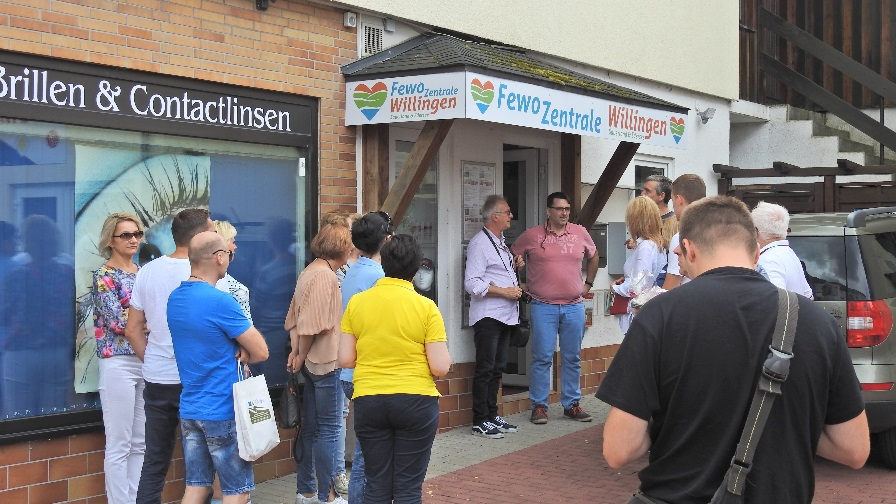 Brillen & Contactlinsen
Fewo Zentrale
Willingen
Fewo Zentrale Willingen